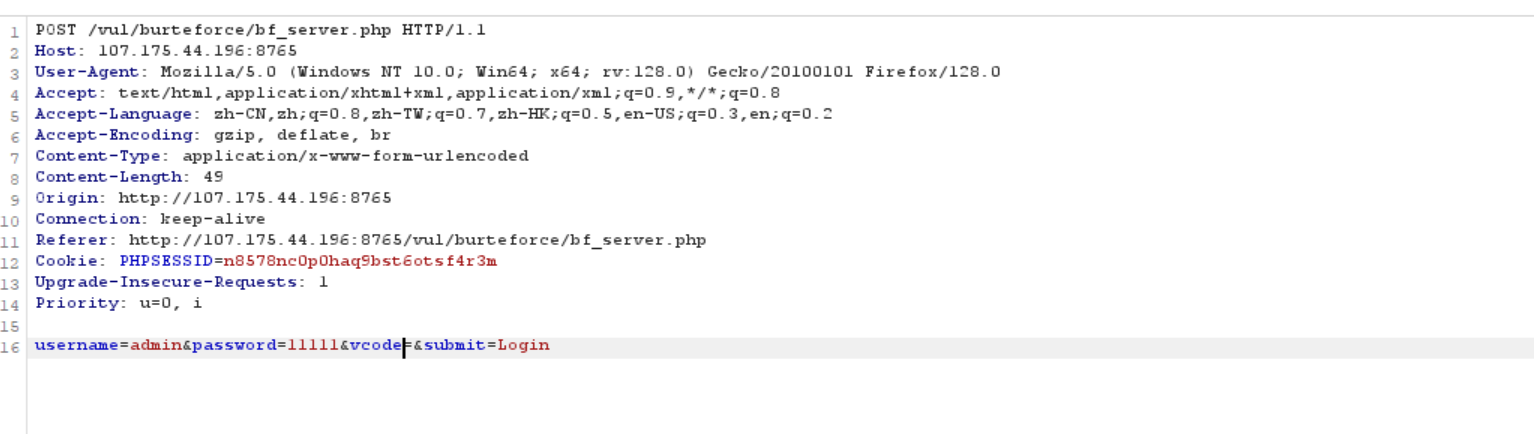 1 POST /vul/burteforce/bf_server.php HTTP/1.1
2 Host: 107.175.44.196:8765
3 User-Agent: Mozilla/5.0 (Windows NT 10.0; Win64; x64; rv:128.0) Gecko/20100101 Firefox/128.0
4 Accept: text/html,application/xhtml+xml,application/xml;q=0.9,*/*;q=0.8
5 Accept-Language: zh-CN,zh;q=0.8,zh-TW;q=0.7,zh-HK;q=0.5,en-US;q=0.3,en;q=0.2
6 Accept-Encoding: gzip, deflate, br
7 Content-Type: application/x-www-form-urlencoded
8 Content-Length: 49
9 Origin: http://107.175.44.196:8765
10 Connection: keep-alive
11 Referer: http://107.175.44.196:8765/vul/burteforce/bf_server.php
12 Cookie: PHPSESSID=n8578nc0p0haq9bst6otsf4r3m
13 Upgrade-Insecure-Requests: 1
14 Priority: u=0, i
15
16 username=admin&password=11111&vcode=&submit=Login